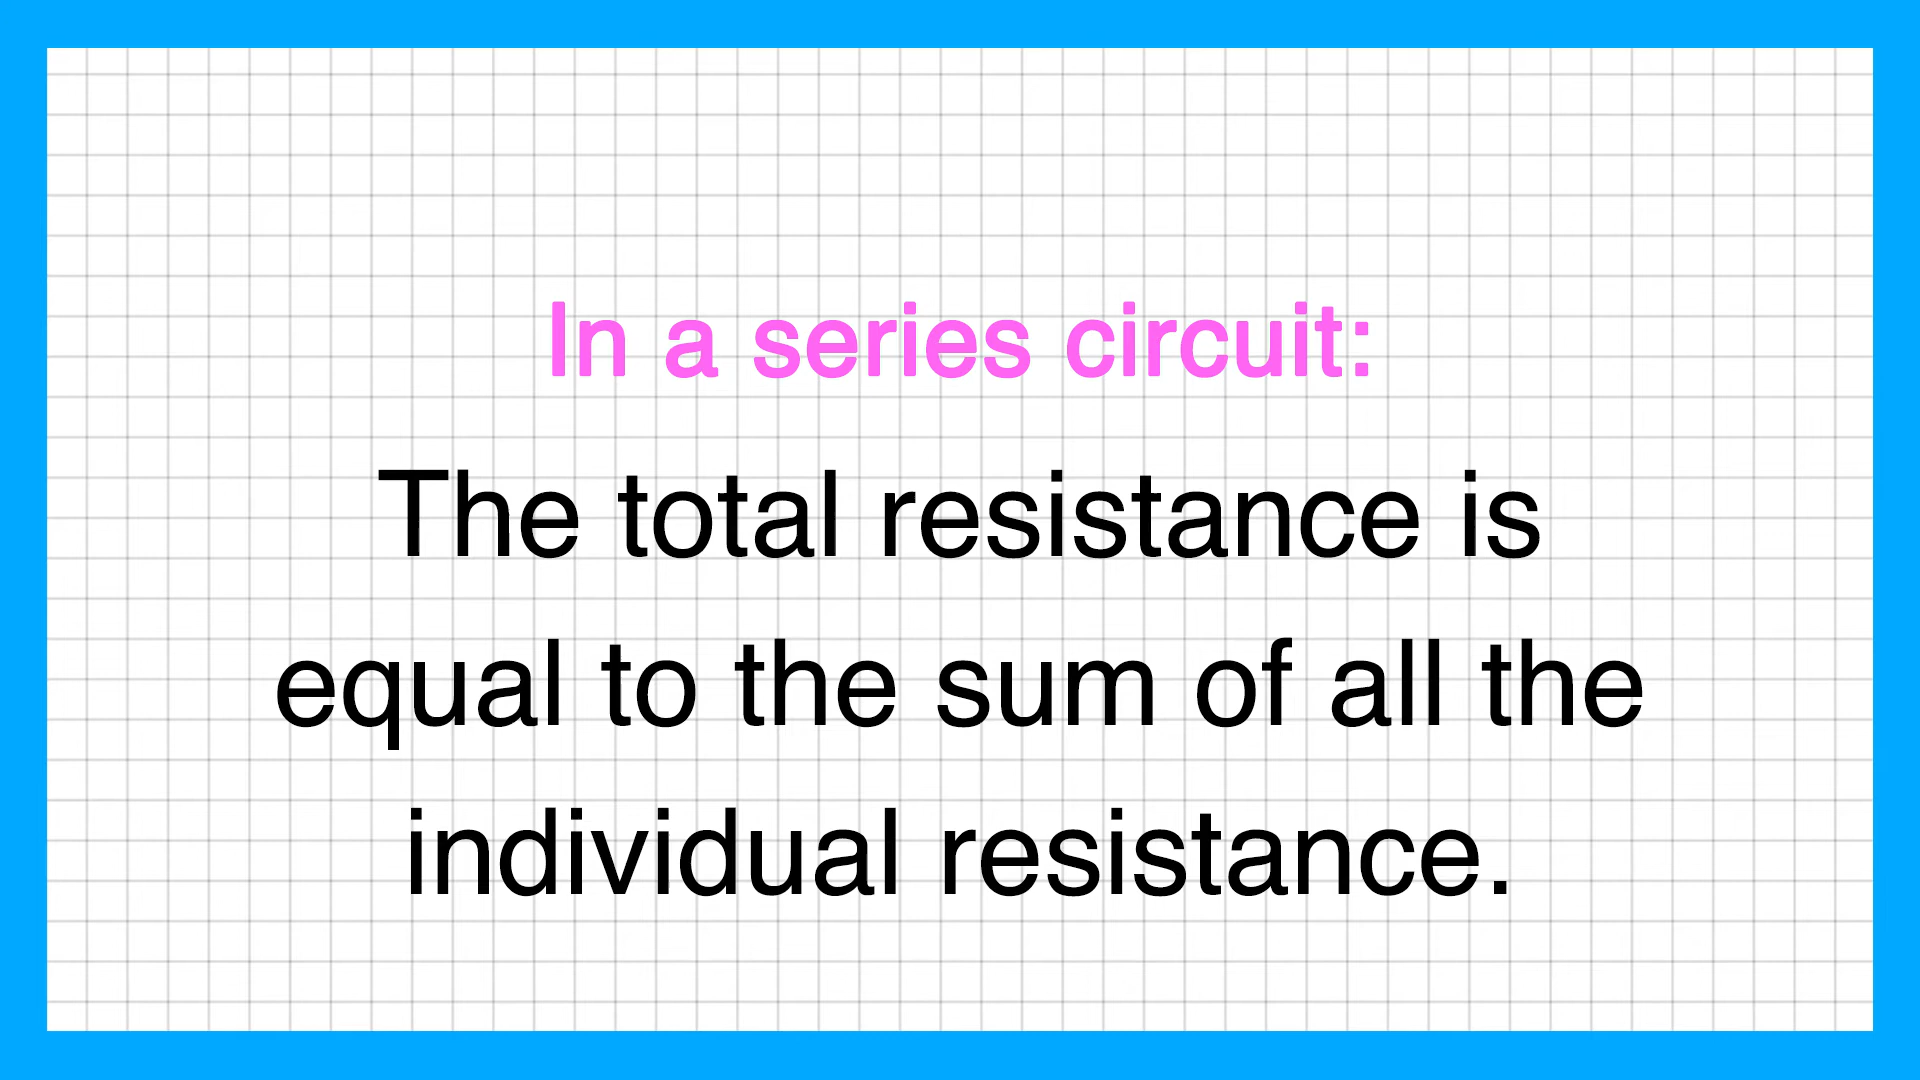 In a series circuit:
The total resistance is
equal to the sum of all the
individual resistance.